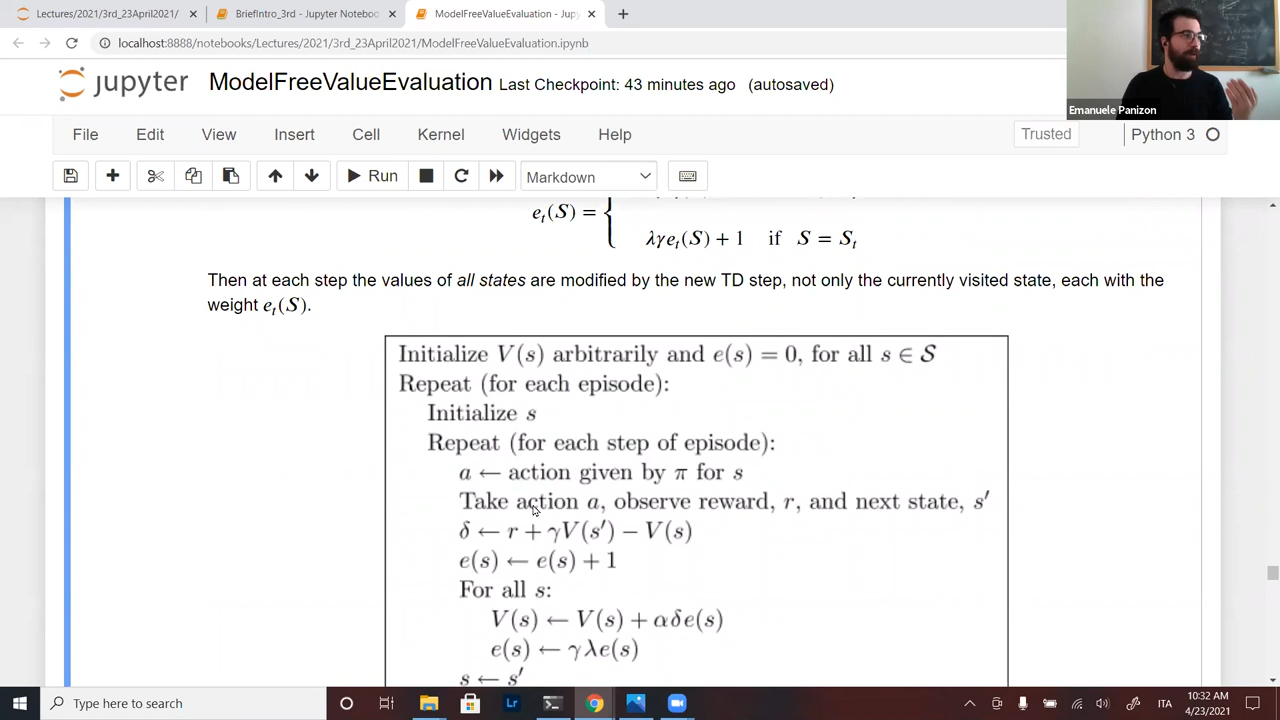 Lectures/2021/3rd_23April2021/
BriefIntro_3rd - Jupyter Noteboo
ModelFreeValueEvaluation - Jup
localhost:8888/notebooks/Lectures/2021/3rd_23April2021/ModelFreeValueEvaluation.ipynb
jupyter ModelFreeValueEvaluation Last Checkpoint: 43 minutes ago (autosaved)
Emanuele Panizon
File Edit View Insert Cell Kernel Widgets Help Trusted Python 3
Run Markdown
eₜ(S) = {
λγeₜ(S) + 1 if S = Sₜ
Then at each step the values of all states are modified by the new TD step, not only the currently visited state, each with the
weight eₜ(S).
Initialize V(s) arbitrarily and e(s) = 0, for all s ∈ 𝒮
Repeat (for each episode):
Initialize s
Repeat (for each step of episode):
a ← action given by π for s
Take action a, observe reward, r, and next state, s′
δ ← r + γV(s′) − V(s)
e(s) ← e(s) + 1
For all s:
V(s) ← V(s) + αδe(s)
e(s) ← γλe(s)
s ← s′
Type here to search
ITA
10:32 AM
4/23/2021